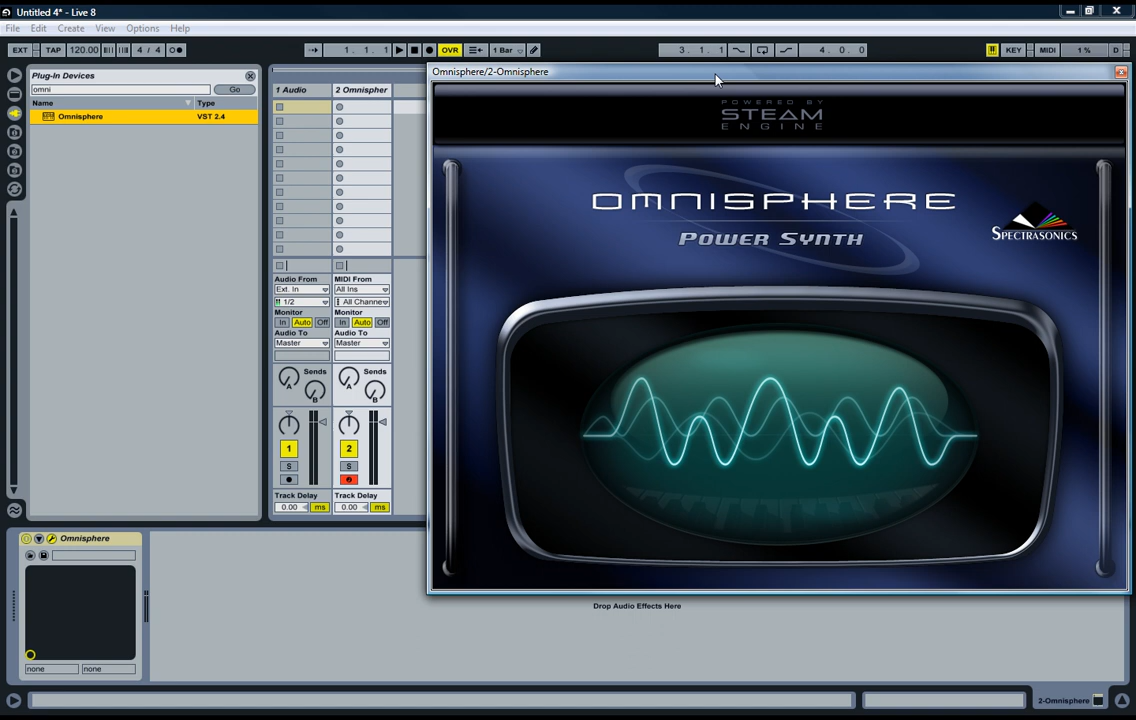 Untitled 4* - Live 8
File Edit Create View Options Help
EXT TAP 120.00 4 / 4 1 . 1 . 1 OVR 1 Bar 3 . 1 . 1 4 . 0 . 0 KEY MIDI 1 % D
Plug-In Devices
omni Go
Name Type
Omnisphere VST 2.4
1 Audio 2 Omnispher
Audio From MIDI From
Ext. In All Ins
1/2 All Channe
Monitor Monitor
In Auto Off In Auto Off
Audio To Audio To
Master Master
Sends Sends
A B A B
1 2
S S
Track Delay Track Delay
0.00 ms 0.00 ms
Omnisphere/2-Omnisphere
POWERED BY
STEAM
ENGINE
OMNISPHERE
POWER SYNTH
SPECTRASONICS
Omnisphere
none none
Drop Audio Effects Here
2-Omnisphere